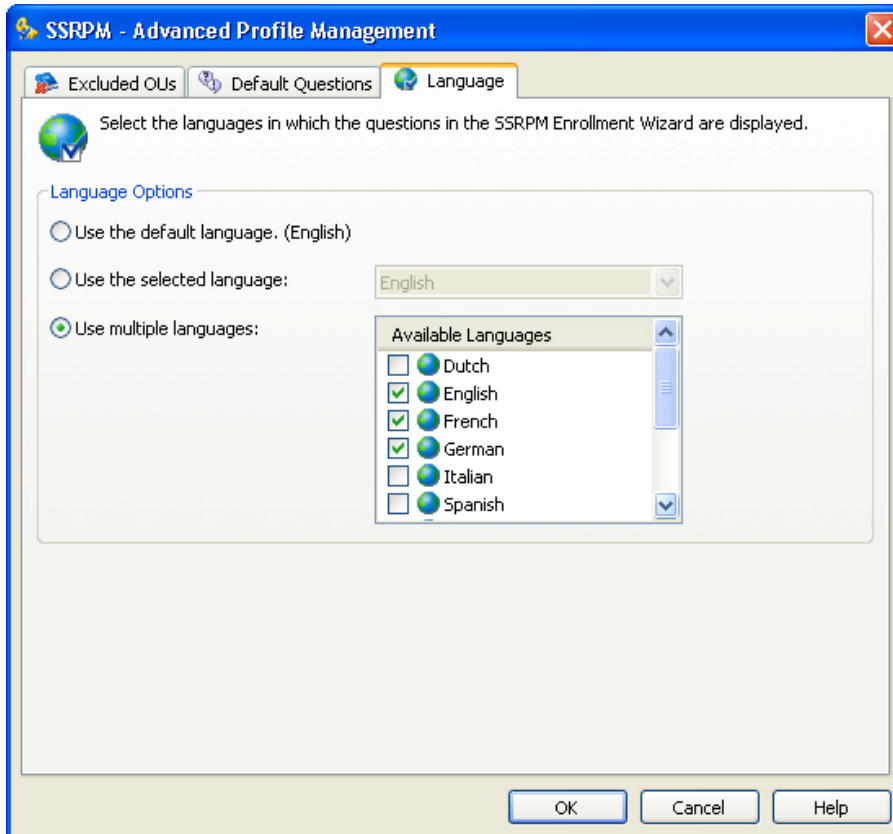 SSRPM - Advanced Profile Management
Excluded OUs Default Questions Language
Select the languages in which the questions in the SSRPM Enrollment Wizard are displayed.
Language Options
Use the default language. (English)
Use the selected language: English
Use multiple languages: Available Languages
Dutch
English
French
German
Italian
Spanish
OK Cancel Help